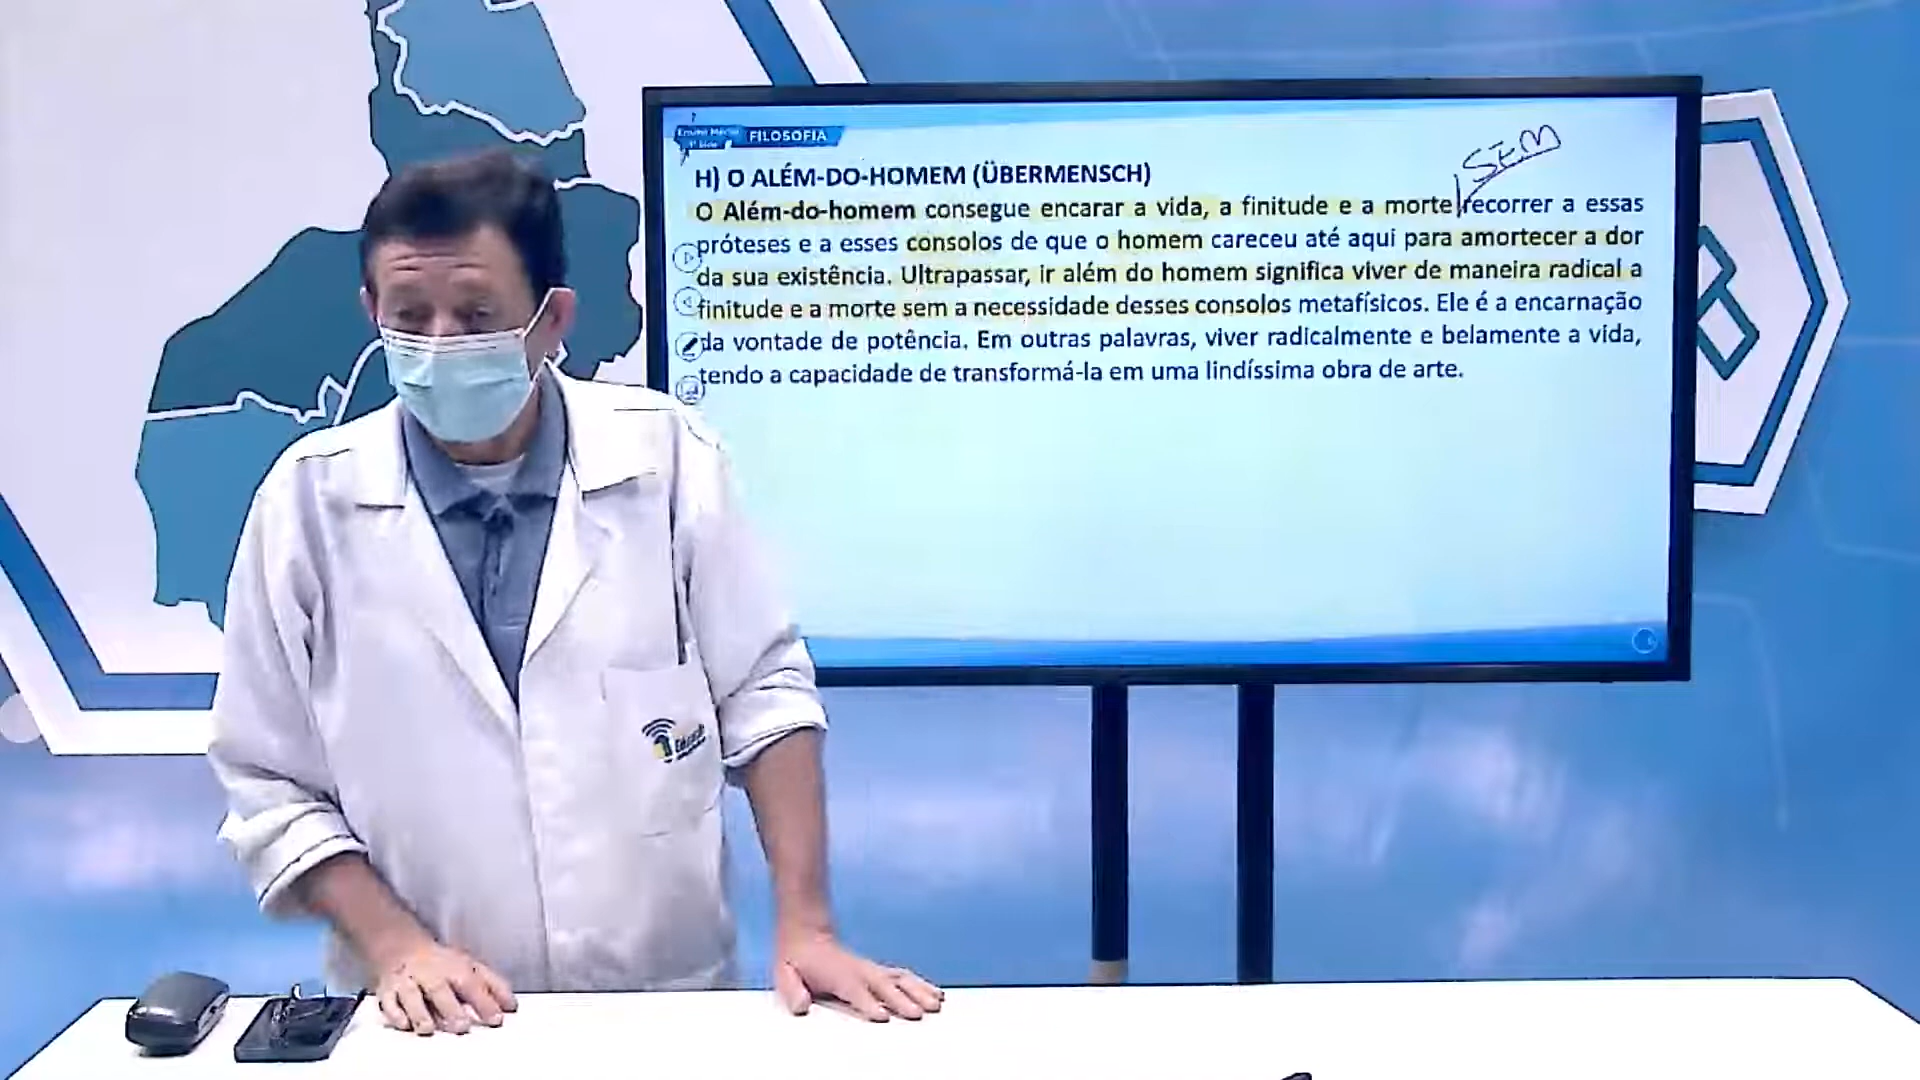 Ensino Médio
FILOSOFIA
SEM
H) O ALÉM-DO-HOMEM (ÜBERMENSCH)
O Além-do-homem consegue encarar a vida, a finitude e a morte recorrer a essas
próteses e a esses consolos de que o homem careceu até aqui para amortecer a dor
da sua existência. Ultrapassar, ir além do homem significa viver de maneira radical a
finitude e a morte sem a necessidade desses consolos metafísicos. Ele é a encarnação
da vontade de potência. Em outras palavras, viver radicalmente e belamente a vida,
tendo a capacidade de transformá-la em uma lindíssima obra de arte.